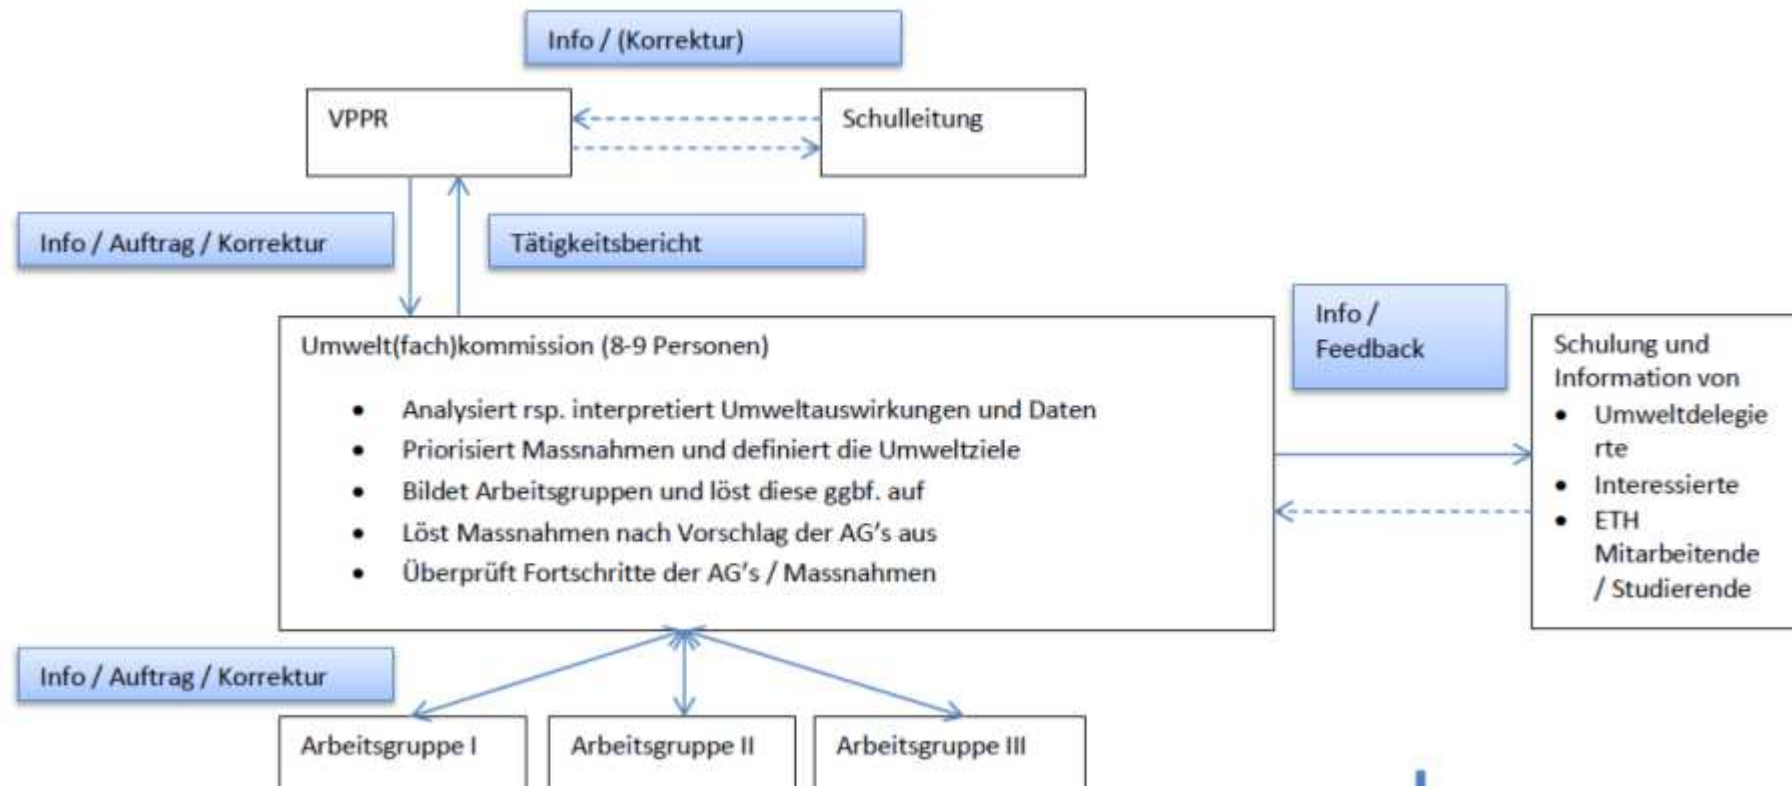 Info / (Korrektur)
VPPR
Schulleitung
Info / Auftrag / Korrektur
Tätigkeitsbericht
Umwelt(fach)kommission (8-9 Personen)
• Analysiert rsp. interpretiert Umweltauswirkungen und Daten
• Priorisiert Massnahmen und definiert die Umweltziele
• Bildet Arbeitsgruppen und löst diese ggbf. auf
• Löst Massnahmen nach Vorschlag der AG's aus
• Überprüft Fortschritte der AG's / Massnahmen
Info /
Feedback
Schulung und
Information von
• Umweltdelegie
rte
• Interessierte
• ETH
Mitarbeitende
/ Studierende
Info / Auftrag / Korrektur
Arbeitsgruppe I
Arbeitsgruppe II
Arbeitsgruppe III